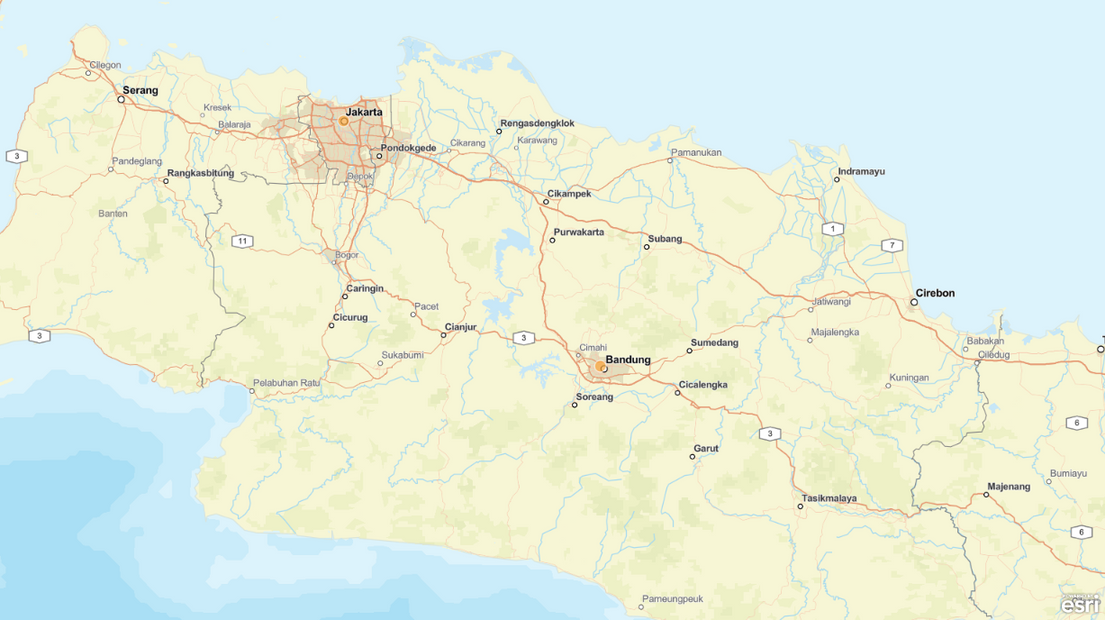 Cilegon
Serang
Kresek
Jakarta
Balaraja
Rengasdengklok
Pondokgede
Cikarang
Karawang
3
Pandeglang
Rangkasbitung
Depok
Pamanukan
Indramayu
Banten
Cikampek
11
Purwakarta
Subang
1
7
Bogor
Caringin
Cirebon
Pacet
Jatiwangi
Cicurug
Cianjur
3
3
Majalengka
Sumedang
Babakan
Cimahi
Bandung
Ciledug
Sukabumi
Pelabuhan Ratu
Cicalengka
Kuningan
Soreang
3
6
Garut
Bumiayu
Majenang
Tasikmalaya
6
Pameungpeuk
esri